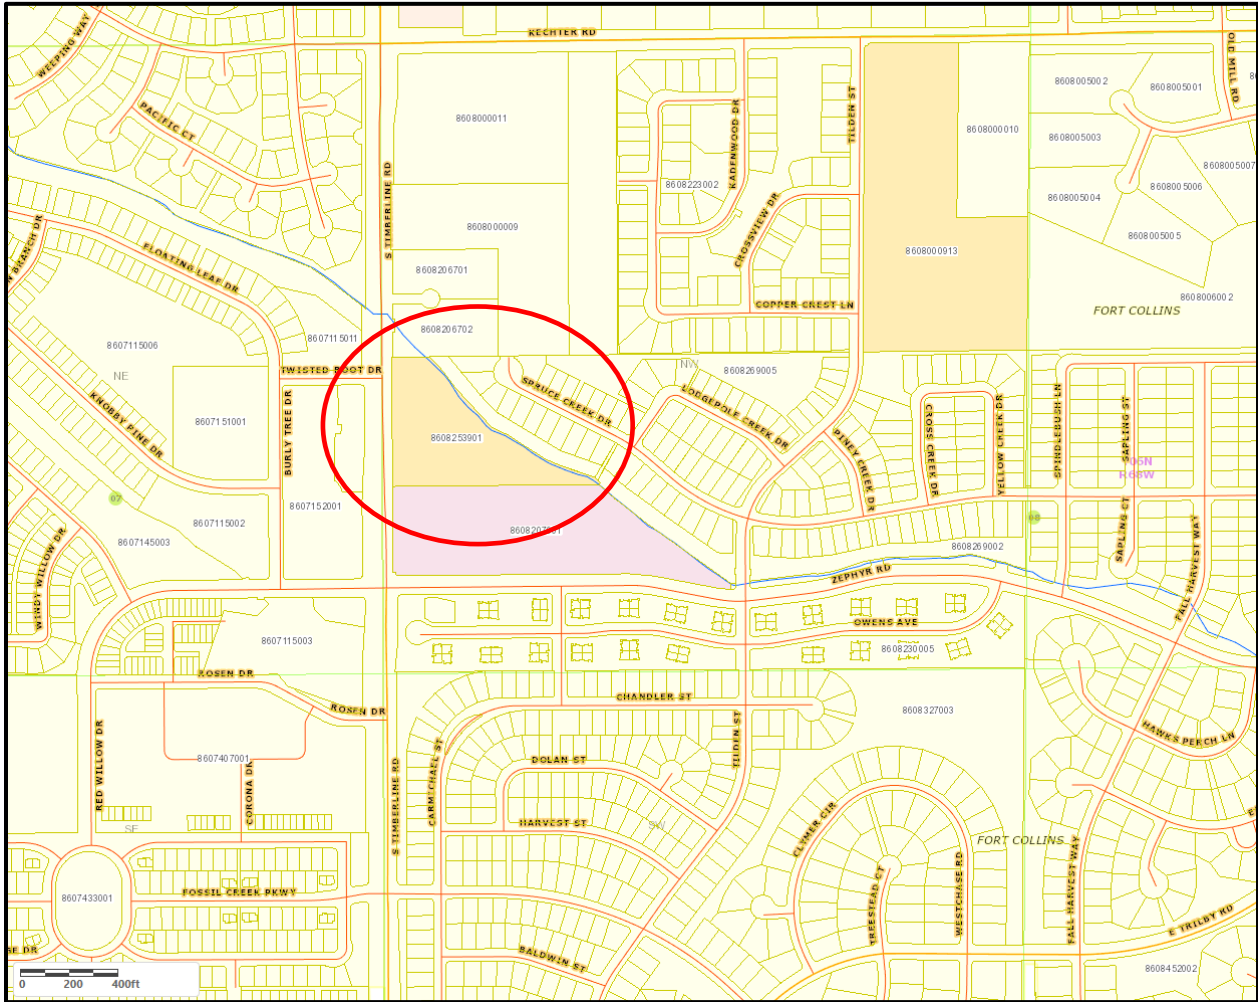 KECHTER RD
WEEPING WAY
OLD MILL RD
8608005002
8608005001
PACIFIC CT
8608000011
KADENWOOD DR
TILDEN ST
8608000010
8608005003
8608005007
S TIMBERLINE RD
8608223002
8608005006
8608005004
CROSSVIEW DR
8608000009
8608005005
N BRANCH DR
FLOATING LEAF DR
8608000913
8608206701
8608006002
COPPER CREST LN
FORT COLLINS
8608206702
8607115011
8607115006
NE
TWISTED ROOT DR
NW
8608269005
SPRUCE CREEK DR
LODGEPOLE CREEK DR
KNOBBY PINE DR
8607151001
BURLY TREE DR
8608253901
PINEY CREEK DR
CROSS CREEK DR
YELLOW CREEK DR
SPINDLEBUSH LN
SAPLING ST
T06N
R68W
07
8607152001
08
8607115002
8607145003
SAPLING CT
FALL HARVEST WAY
8608269002
WINDY WILLOW DR
ZEPHYR RD
OWENS AVE
8607115003
8608230005
ROSEN DR
CHANDLER ST
ROSEN DR
8608327003
TILDEN ST
HAWKS PERCH LN
RED WILLOW DR
8607407001
CORONA DR
S TIMBERLINE RD
CARMICHAEL ST
DOLAN ST
HARVEST ST
SE
SW
CLYMER CIR
FORT COLLINS
TREESTEAD CT
WESTCHASE RD
FALL HARVEST WAY
8607433001
FOSSIL CREEK PKWY
E TRILBY RD
BALDWIN ST
8608452002
0 200 400ft